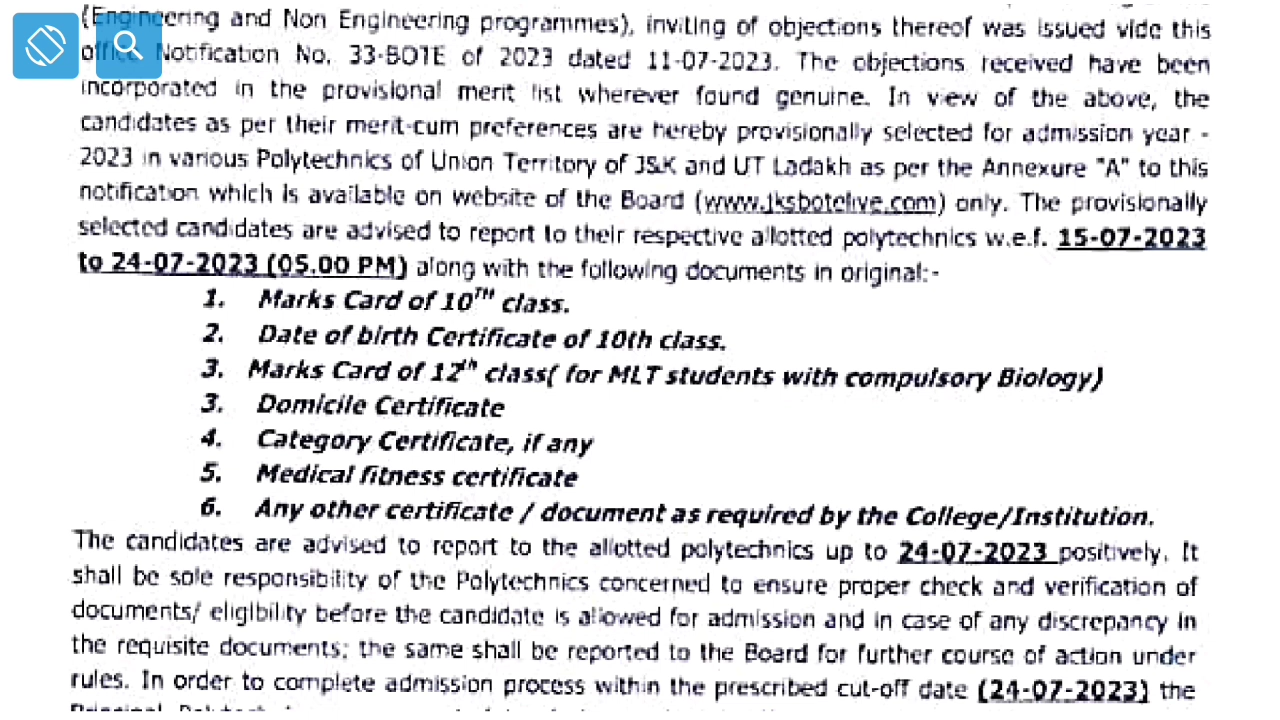 (Engineering and Non Engineering programmes), inviting of objections thereof was issued vide this
office Notification No. 33-BOTE of 2023 dated 11-07-2023. The objections received have been
incorporated in the provisional merit list wherever found genuine. In view of the above, the
candidates as per their merit-cum preferences are hereby provisionally selected for admission year -
2023 in various Polytechnics of Union Territory of J&K and UT Ladakh as per the Annexure "A" to this
notification which is available on website of the Board (www.jksbotelive.com) only. The provisionally
selected candidates are advised to report to their respective allotted polytechnics w.e.f. 15-07-2023
to 24-07-2023 (05.00 PM) along with the following documents in original:-
1. Marks Card of 10TH class.
2. Date of birth Certificate of 10th class.
3. Marks Card of 12th class( for MLT students with compulsory Biology)
3. Domicile Certificate
4. Category Certificate, if any
5. Medical fitness certificate
6. Any other certificate / document as required by the College/Institution.
The candidates are advised to report to the allotted polytechnics up to 24-07-2023 positively. It
shall be sole responsibility of the Polytechnics concerned to ensure proper check and verification of
documents/ eligibility before the candidate is allowed for admission and in case of any discrepancy in
the requisite documents; the same shall be reported to the Board for further course of action under
rules. In order to complete admission process within the prescribed cut-off date (24-07-2023) the